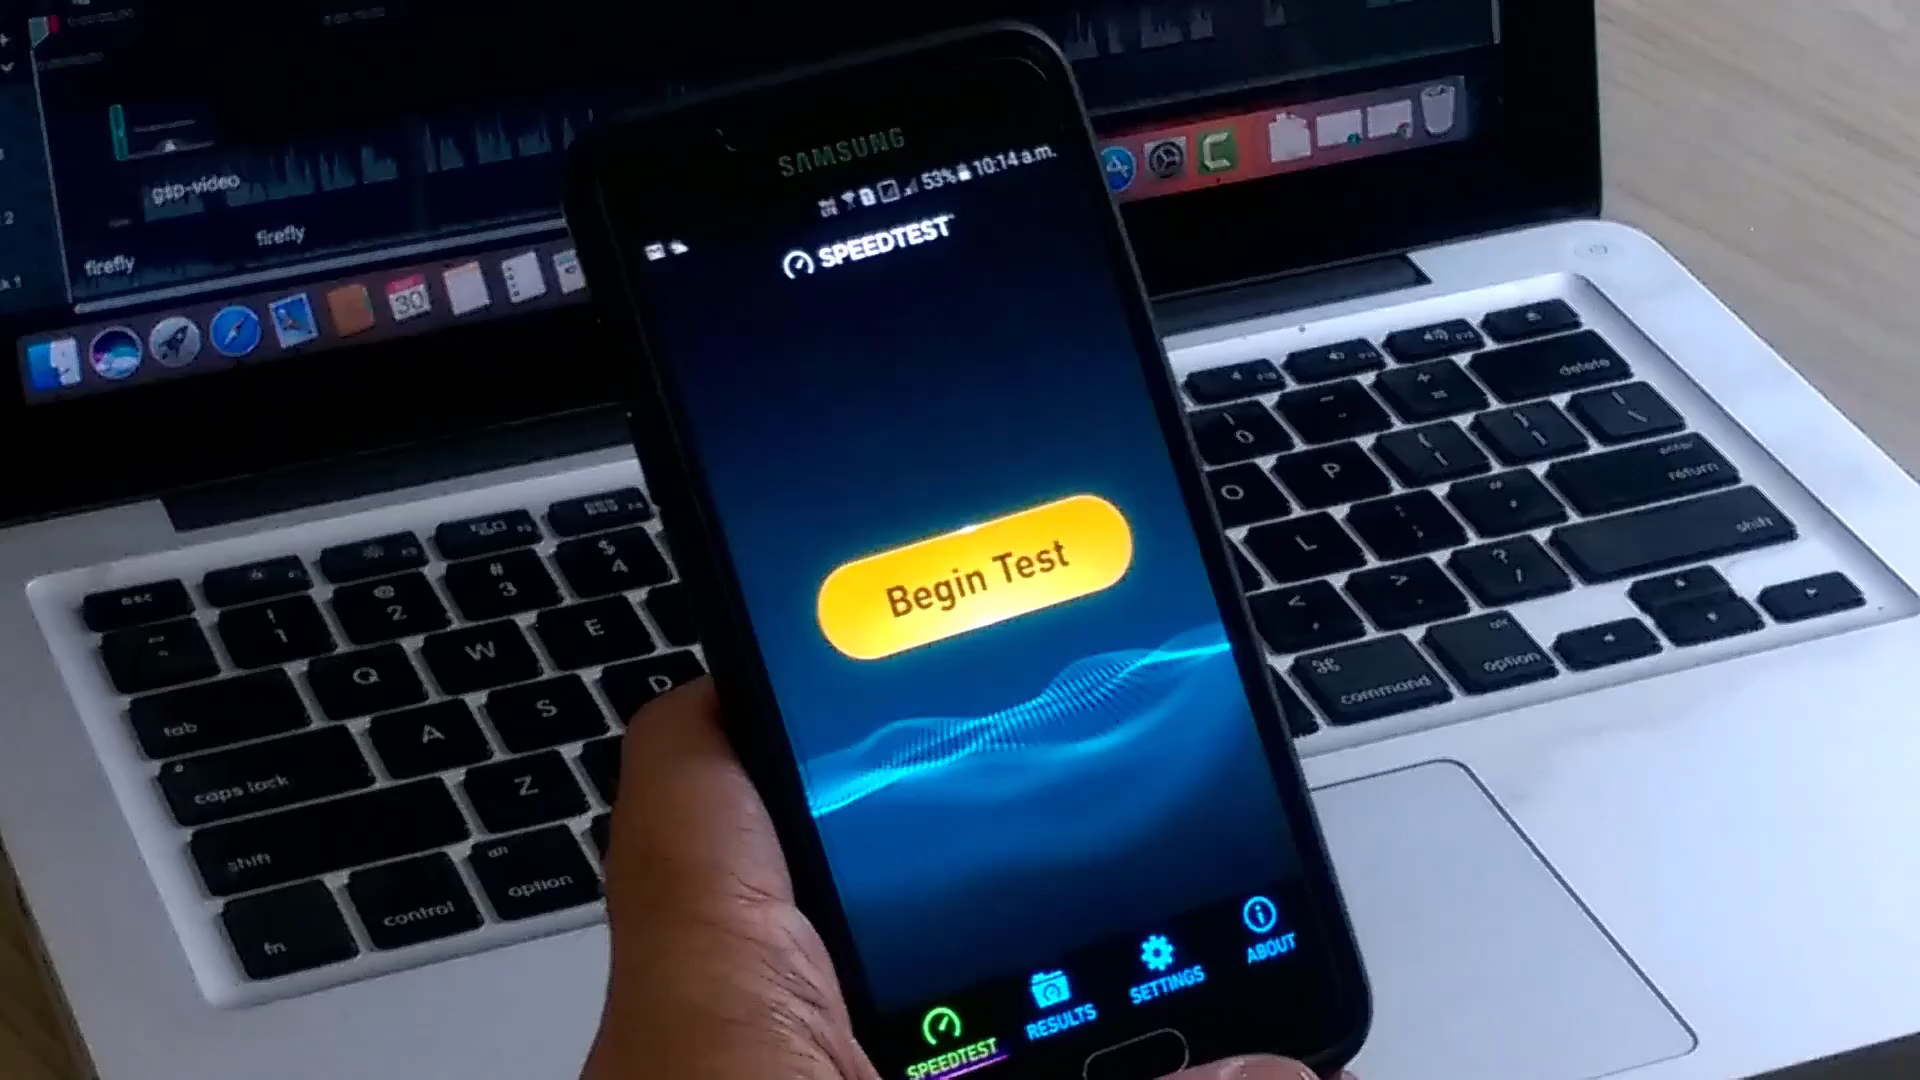 SAMSUNG
53% 10:14 a.m.
SPEEDTEST
Begin Test
SPEEDTEST
RESULTS
SETTINGS
ABOUT
gsp-video
firefly
firefly
30
esc
! 1
@ 2
# 3
$ 4
tab
Q
W
E
caps lock
A
S
D
shift
Z
fn
control
alt
option
) 0
_ -
+ =
delete
O
P
{ [
} ]
| \
enter
return
L
: ;
" '
shift
< ,
> .
? /
⌘
command
alt
option